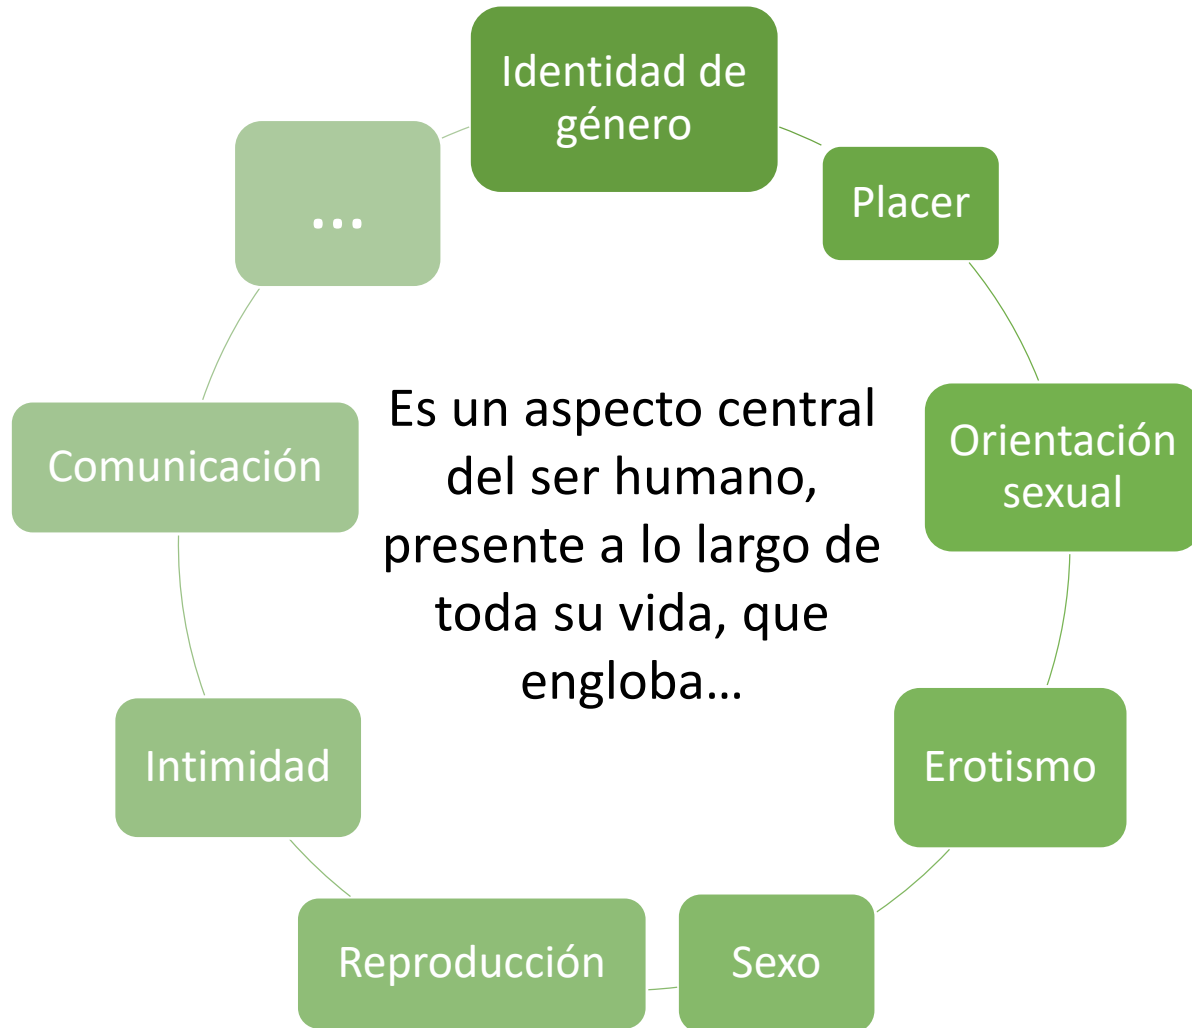 Identidad de
género
Placer
Orientación
sexual
Erotismo
Sexo
Reproducción
Intimidad
Comunicación
...
Es un aspecto central
del ser humano,
presente a lo largo de
toda su vida, que
engloba…